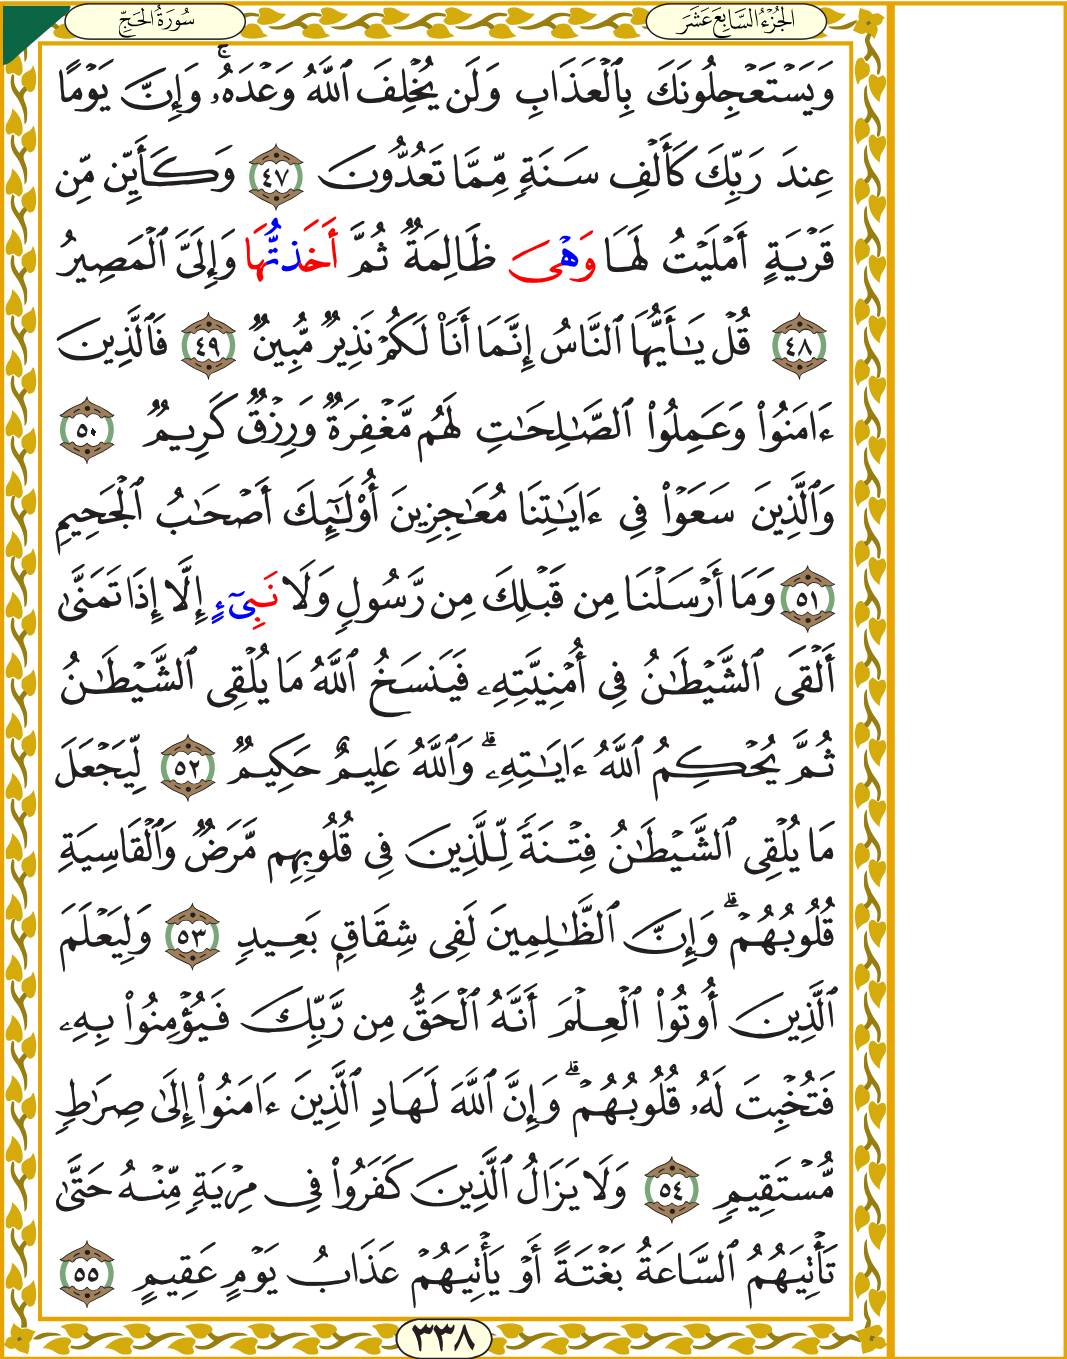 الجُزْءُ السَّابِعَ عَشَرَ
سُورَةُ الحَجِّ
وَيَسْتَعْجِلُونَكَ بِٱلْعَذَابِ وَلَن يُخْلِفَ ٱللَّهُ وَعْدَهُۥۚ وَإِنَّ يَوْمًا
عِندَ رَبِّكَ كَأَلْفِ سَنَةٍ مِّمَّا تَعُدُّونَ ٤٧ وَكَأَيِّن مِّن
قَرْيَةٍ أَمْلَيْتُ لَهَا وَهْىَ ظَالِمَةٌ ثُمَّ أَخَذتُّهَا وَإِلَىَّ ٱلْمَصِيرُ
٤٨ قُلْ يَـٰٓأَيُّهَا ٱلنَّاسُ إِنَّمَا أَنَا۠ لَكُمْ نَذِيرٌ مُّبِينٌ ٤٩ فَٱلَّذِينَ
ءَامَنُوا۟ وَعَمِلُوا۟ ٱلصَّـٰلِحَـٰتِ لَهُم مَّغْفِرَةٌ وَرِزْقٌ كَرِيمٌ ٥٠
وَٱلَّذِينَ سَعَوْا۟ فِى ءَايَـٰتِنَا مُعَـٰجِزِينَ أُو۟لَـٰٓئِكَ أَصْحَـٰبُ ٱلْجَحِيمِ
٥١ وَمَا أَرْسَلْنَا مِن قَبْلِكَ مِن رَّسُولٍ وَلَا نَبِىٓءٍ إِلَّا إِذَا تَمَنَّىٰ
أَلْقَى ٱلشَّيْطَـٰنُ فِى أُمْنِيَّتِهِۦ فَيَنسَخُ ٱللَّهُ مَا يُلْقِى ٱلشَّيْطَـٰنُ
ثُمَّ يُحْكِمُ ٱللَّهُ ءَايَـٰتِهِۦۗ وَٱللَّهُ عَلِيمٌ حَكِيمٌ ٥٢ لِّيَجْعَلَ
مَا يُلْقِى ٱلشَّيْطَـٰنُ فِتْنَةً لِّلَّذِينَ فِى قُلُوبِهِم مَّرَضٌ وَٱلْقَاسِيَةِ
قُلُوبُهُمْۗ وَإِنَّ ٱلظَّـٰلِمِينَ لَفِى شِقَاقٍ بَعِيدٍ ٥٣ وَلِيَعْلَمَ
ٱلَّذِينَ أُوتُوا۟ ٱلْعِلْمَ أَنَّهُ ٱلْحَقُّ مِن رَّبِّكَ فَيُؤْمِنُوا۟ بِهِۦ
فَتُخْبِتَ لَهُۥ قُلُوبُهُمْۗ وَإِنَّ ٱللَّهَ لَهَادِ ٱلَّذِينَ ءَامَنُوا۟ إِلَىٰ صِرَٰطٍ
مُّسْتَقِيمٍ ٥٤ وَلَا يَزَالُ ٱلَّذِينَ كَفَرُوا۟ فِى مِرْيَةٍ مِّنْهُ حَتَّىٰ
تَأْتِيَهُمُ ٱلسَّاعَةُ بَغْتَةً أَوْ يَأْتِيَهُمْ عَذَابُ يَوْمٍ عَقِيمٍ ٥٥
٣٣٨